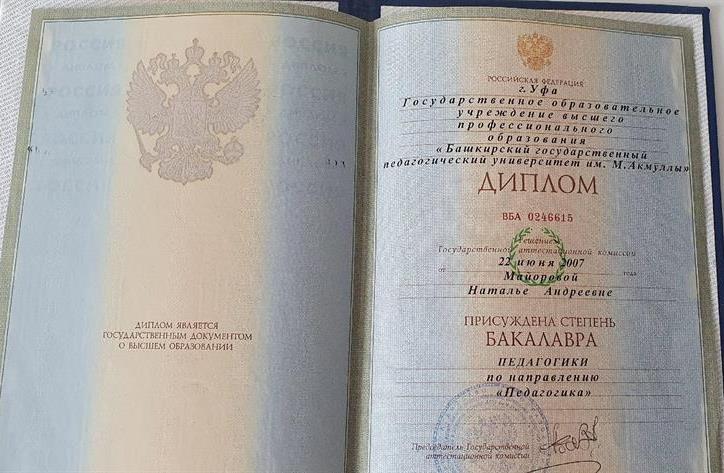 ДИПЛОМ ЯВЛЯЕТСЯ
ГОСУДАРСТВЕННЫМ ДОКУМЕНТОМ
О ВЫСШЕМ ОБРАЗОВАНИИ
РОССИЙСКАЯ ФЕДЕРАЦИЯ
г. Уфа
Государственное образовательное
учреждение высшего
профессионального
образования
«Башкирский государственный
педагогический университет им. М.Акмуллы»
ДИПЛОМ
ВБА 0246615
Решением
Государственной аттестационной комиссии
от 22 июня 2007 года
Майоровой
Наталье Андреевне
ПРИСУЖДЕНА СТЕПЕНЬ
БАКАЛАВРА
ПЕДАГОГИКИ
по направлению
«Педагогика»
Председатель Государственной
аттестационной комиссии